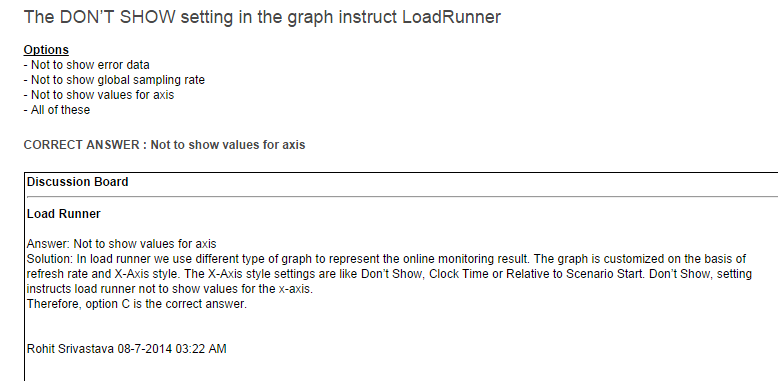 The DON'T SHOW setting in the graph instruct LoadRunner
Options
- Not to show error data
- Not to show global sampling rate
- Not to show values for axis
- All of these
CORRECT ANSWER : Not to show values for axis
Discussion Board
Load Runner
Answer: Not to show values for axis
Solution: In load runner we use different type of graph to represent the online monitoring result. The graph is customized on the basis of
refresh rate and X-Axis style. The X-Axis style settings are like Don't Show, Clock Time or Relative to Scenario Start. Don't Show, setting
instructs load runner not to show values for the x-axis.
Therefore, option C is the correct answer.
Rohit Srivastava 08-7-2014 03:22 AM